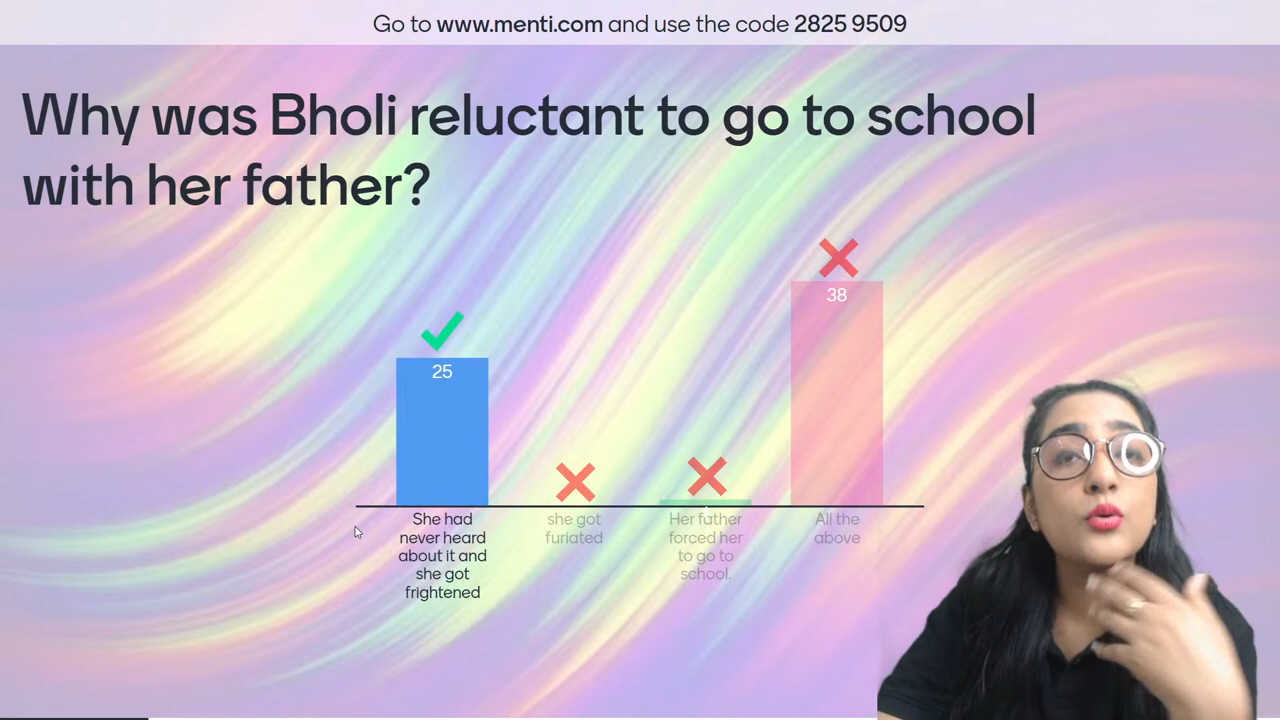 Go to www.menti.com and use the code 2825 9509
Why was Bholi reluctant to go to school
with her father?
38
25
She had
never heard
about it and
she got
frightened
she got
furiated
Her father
forced her
to go to
school.
All the
above